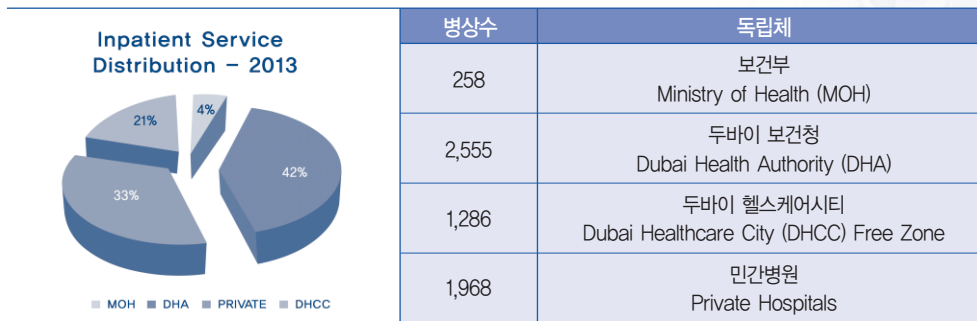 Inpatient Service
Distribution - 2013
4%
21%
42%
33%
MOH DHA PRIVATE DHCC
병상수 독립체
258 보건부
Ministry of Health (MOH)
2,555 두바이 보건청
Dubai Health Authority (DHA)
1,286 두바이 헬스케어시티
Dubai Healthcare City (DHCC) Free Zone
1,968 민간병원
Private Hospitals